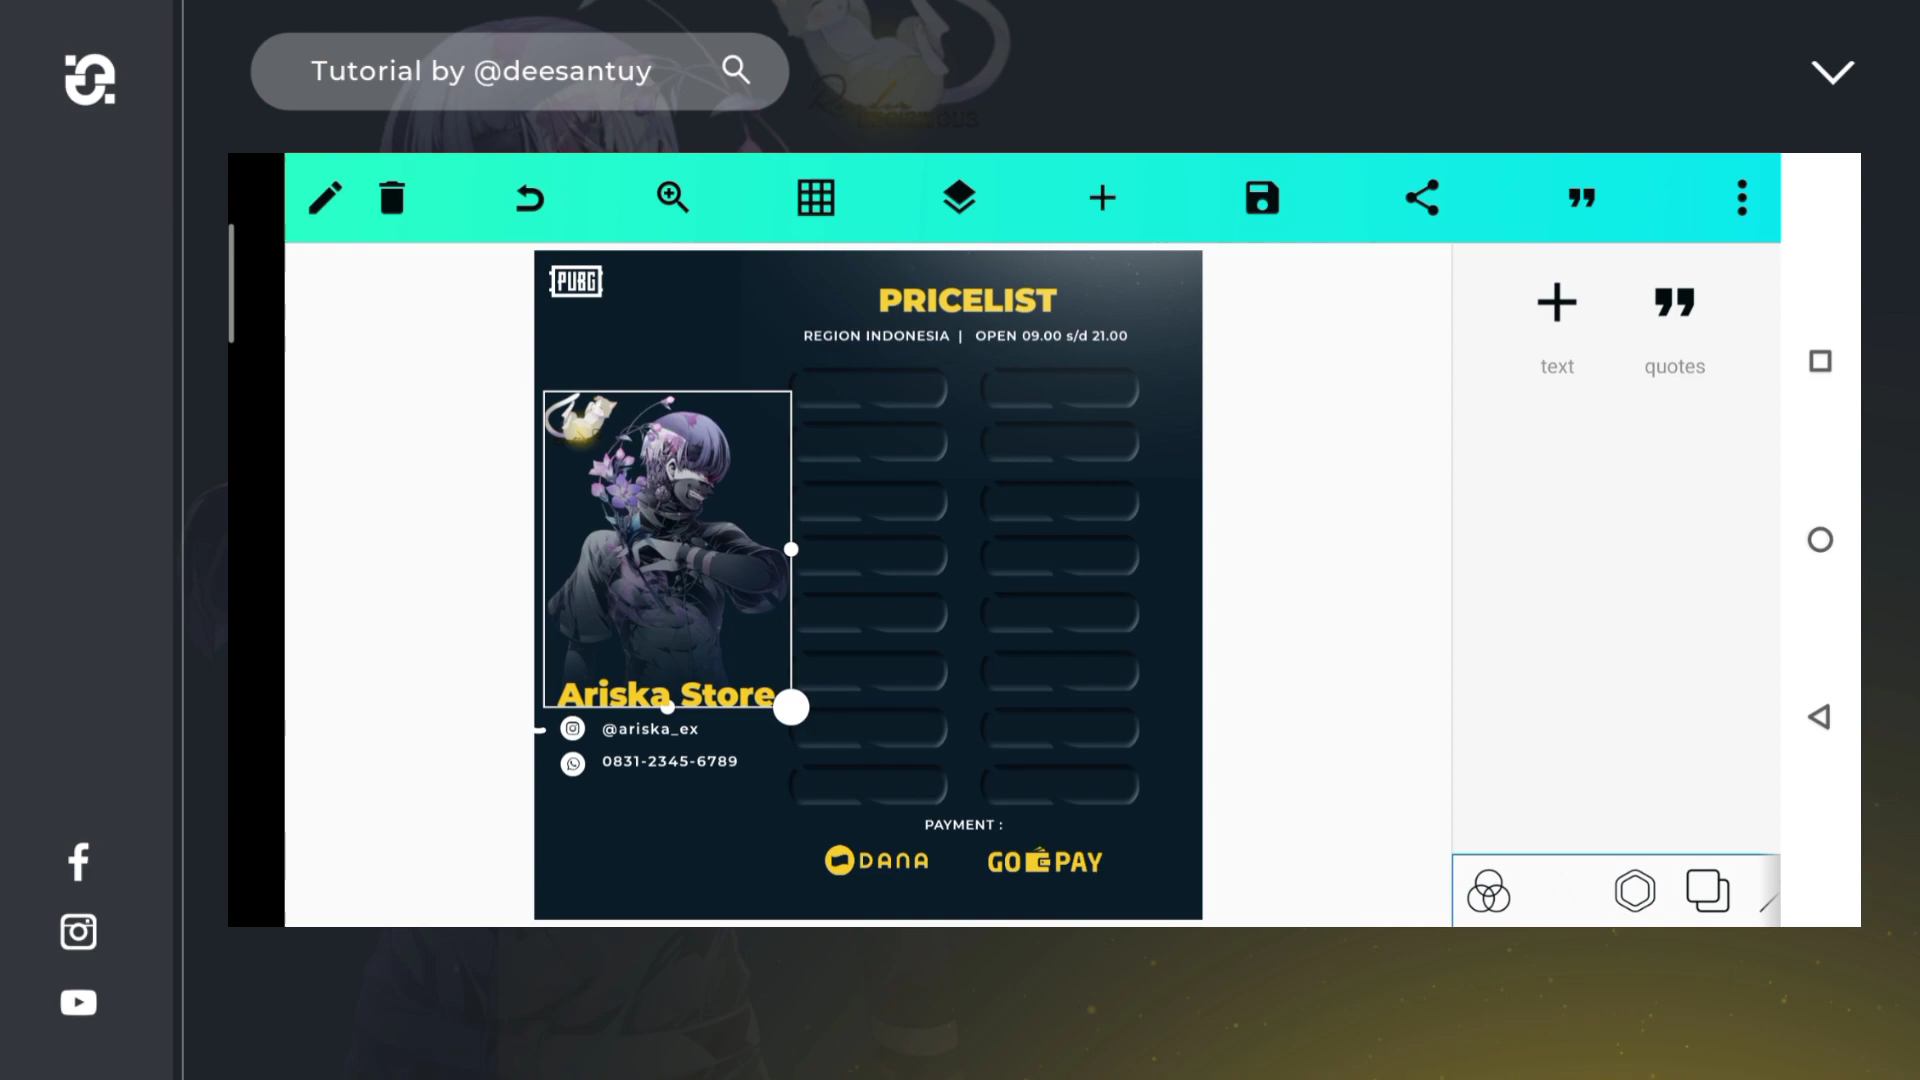 Tutorial by @deesantuy
PUBG
PRICELIST
REGION INDONESIA | OPEN 09.00 s/d 21.00
Ariska Store
@ariska_ex
0831-2345-6789
PAYMENT :
DANA
GO PAY
text
quotes